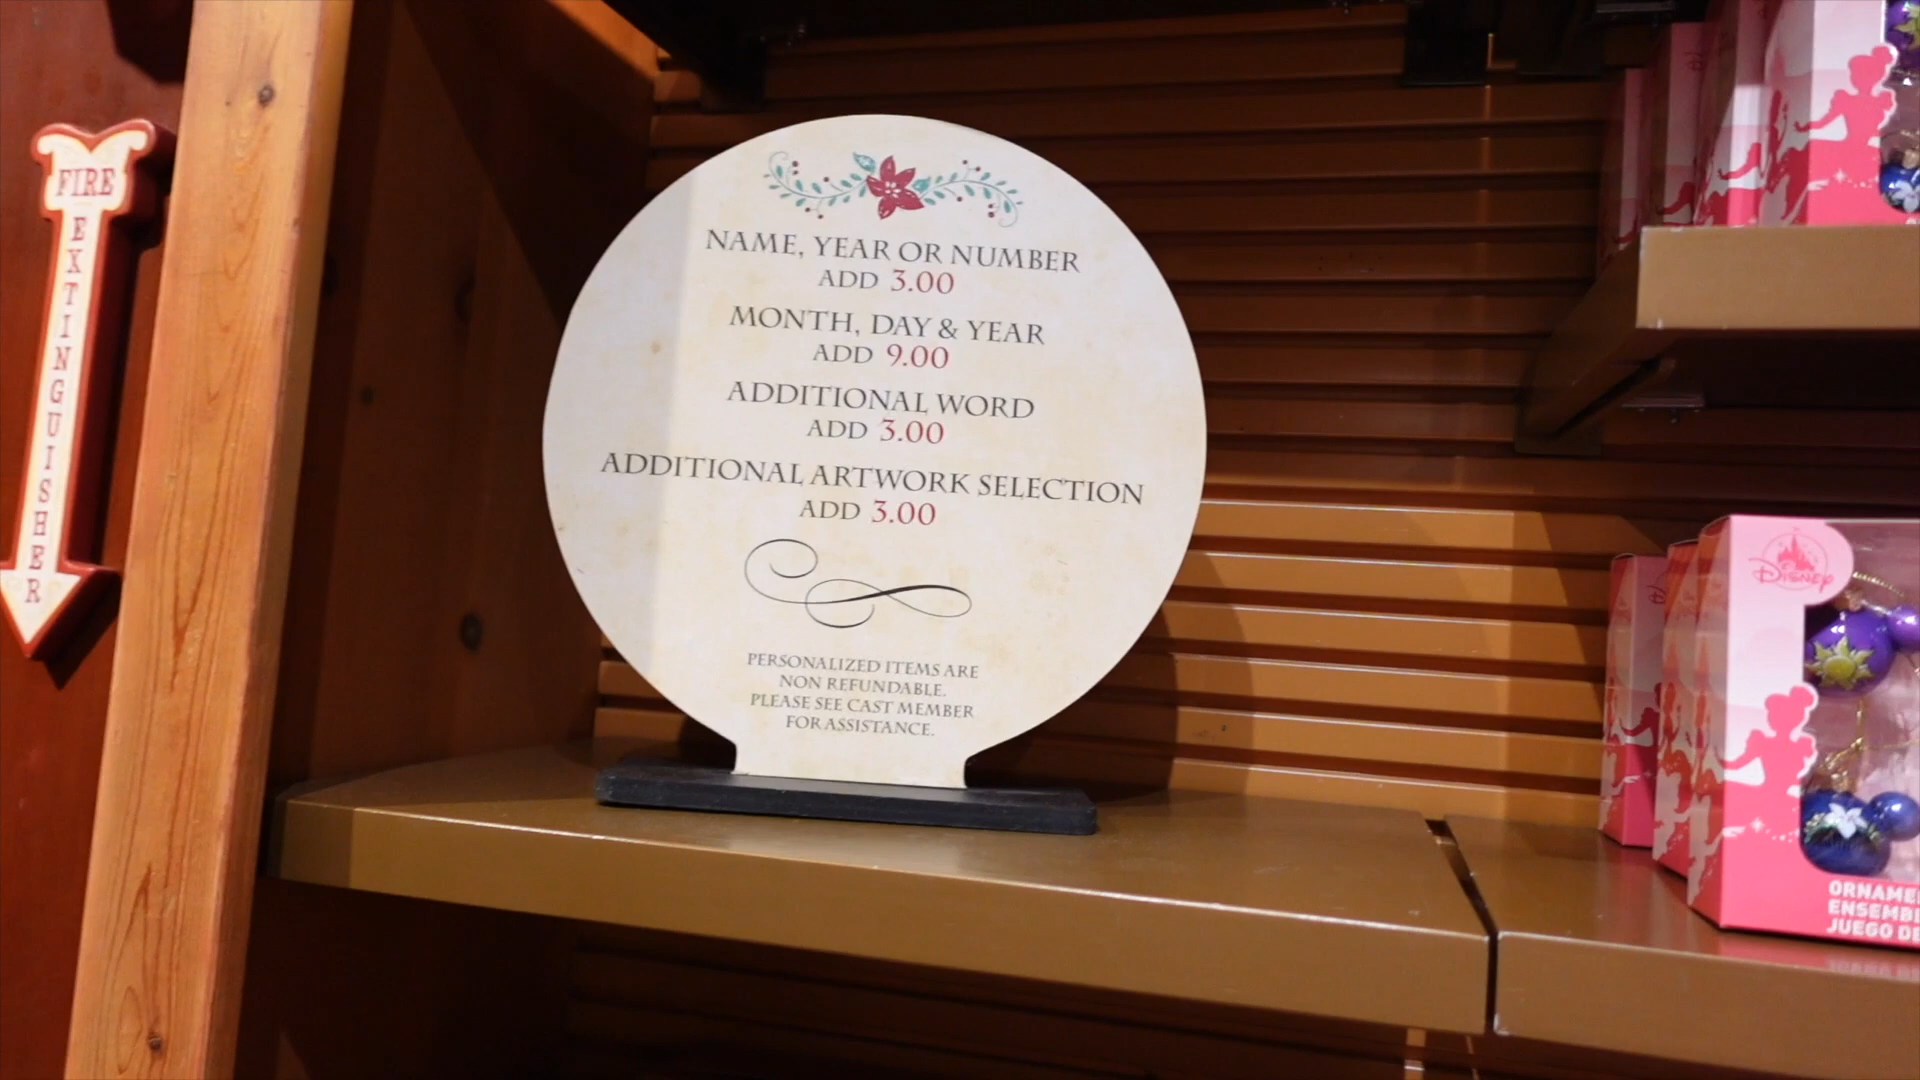 FIRE
EXTINGUISHER
NAME, YEAR OR NUMBER
ADD 3.00
MONTH, DAY & YEAR
ADD 9.00
ADDITIONAL WORD
ADD 3.00
ADDITIONAL ARTWORK SELECTION
ADD 3.00
PERSONALIZED ITEMS ARE
NON REFUNDABLE.
PLEASE SEE CAST MEMBER
FOR ASSISTANCE.
DISNEY
ORNAME
ENSEMBL
JUEGO DE